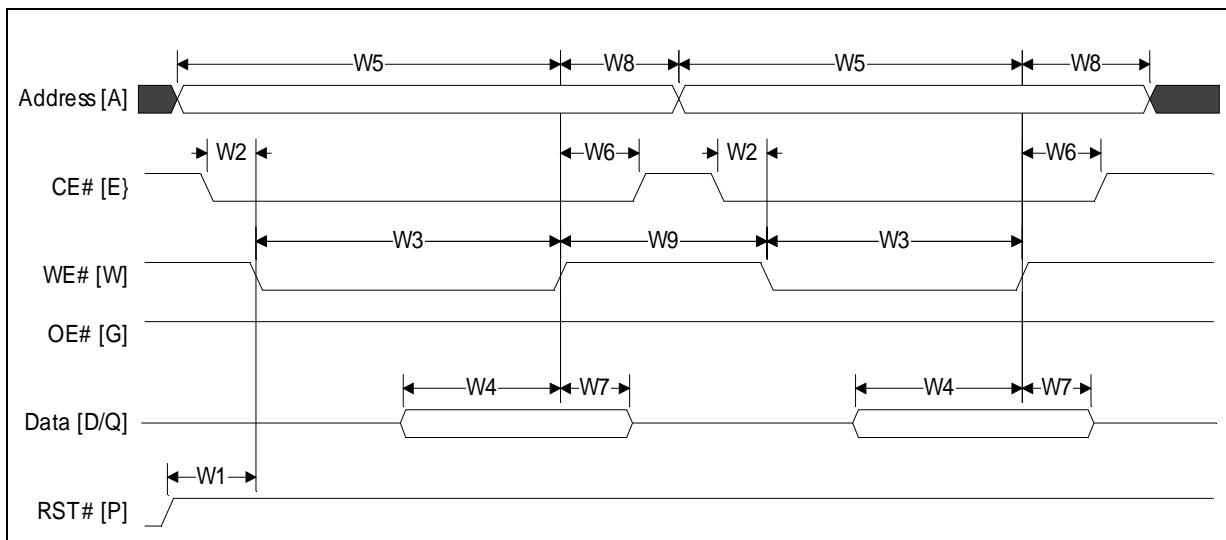 W5 W8 W5 W8
Address [A]
W2 W6 W2 W6
CE# [E}
W3 W9 W3
WE# [W]
OE# [G]
W4 W7 W4 W7
Data [D/Q]
W1
RST# [P]